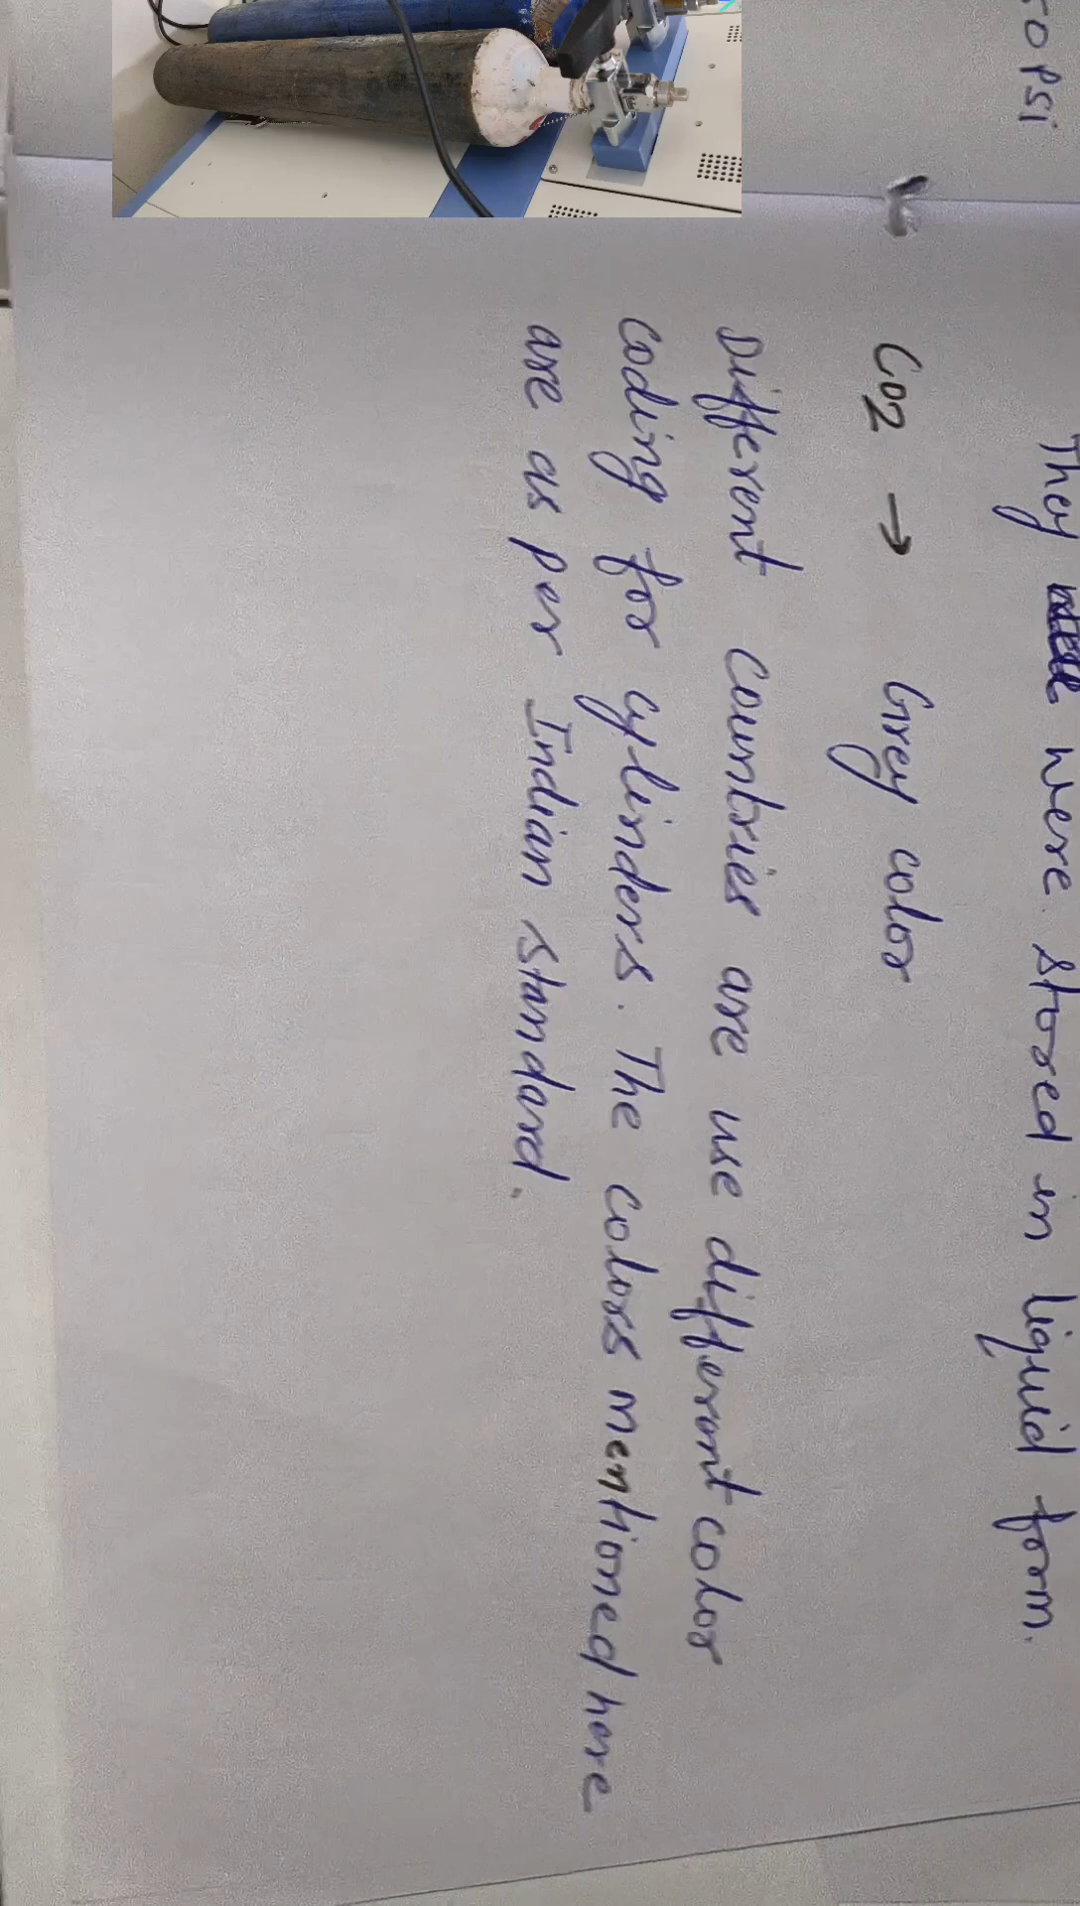 50 psi
They were stored in liquid form.
CO2 → Grey color
Different countries are use different color
coding for cylinders. The colors mentioned here
are as per Indian standard.